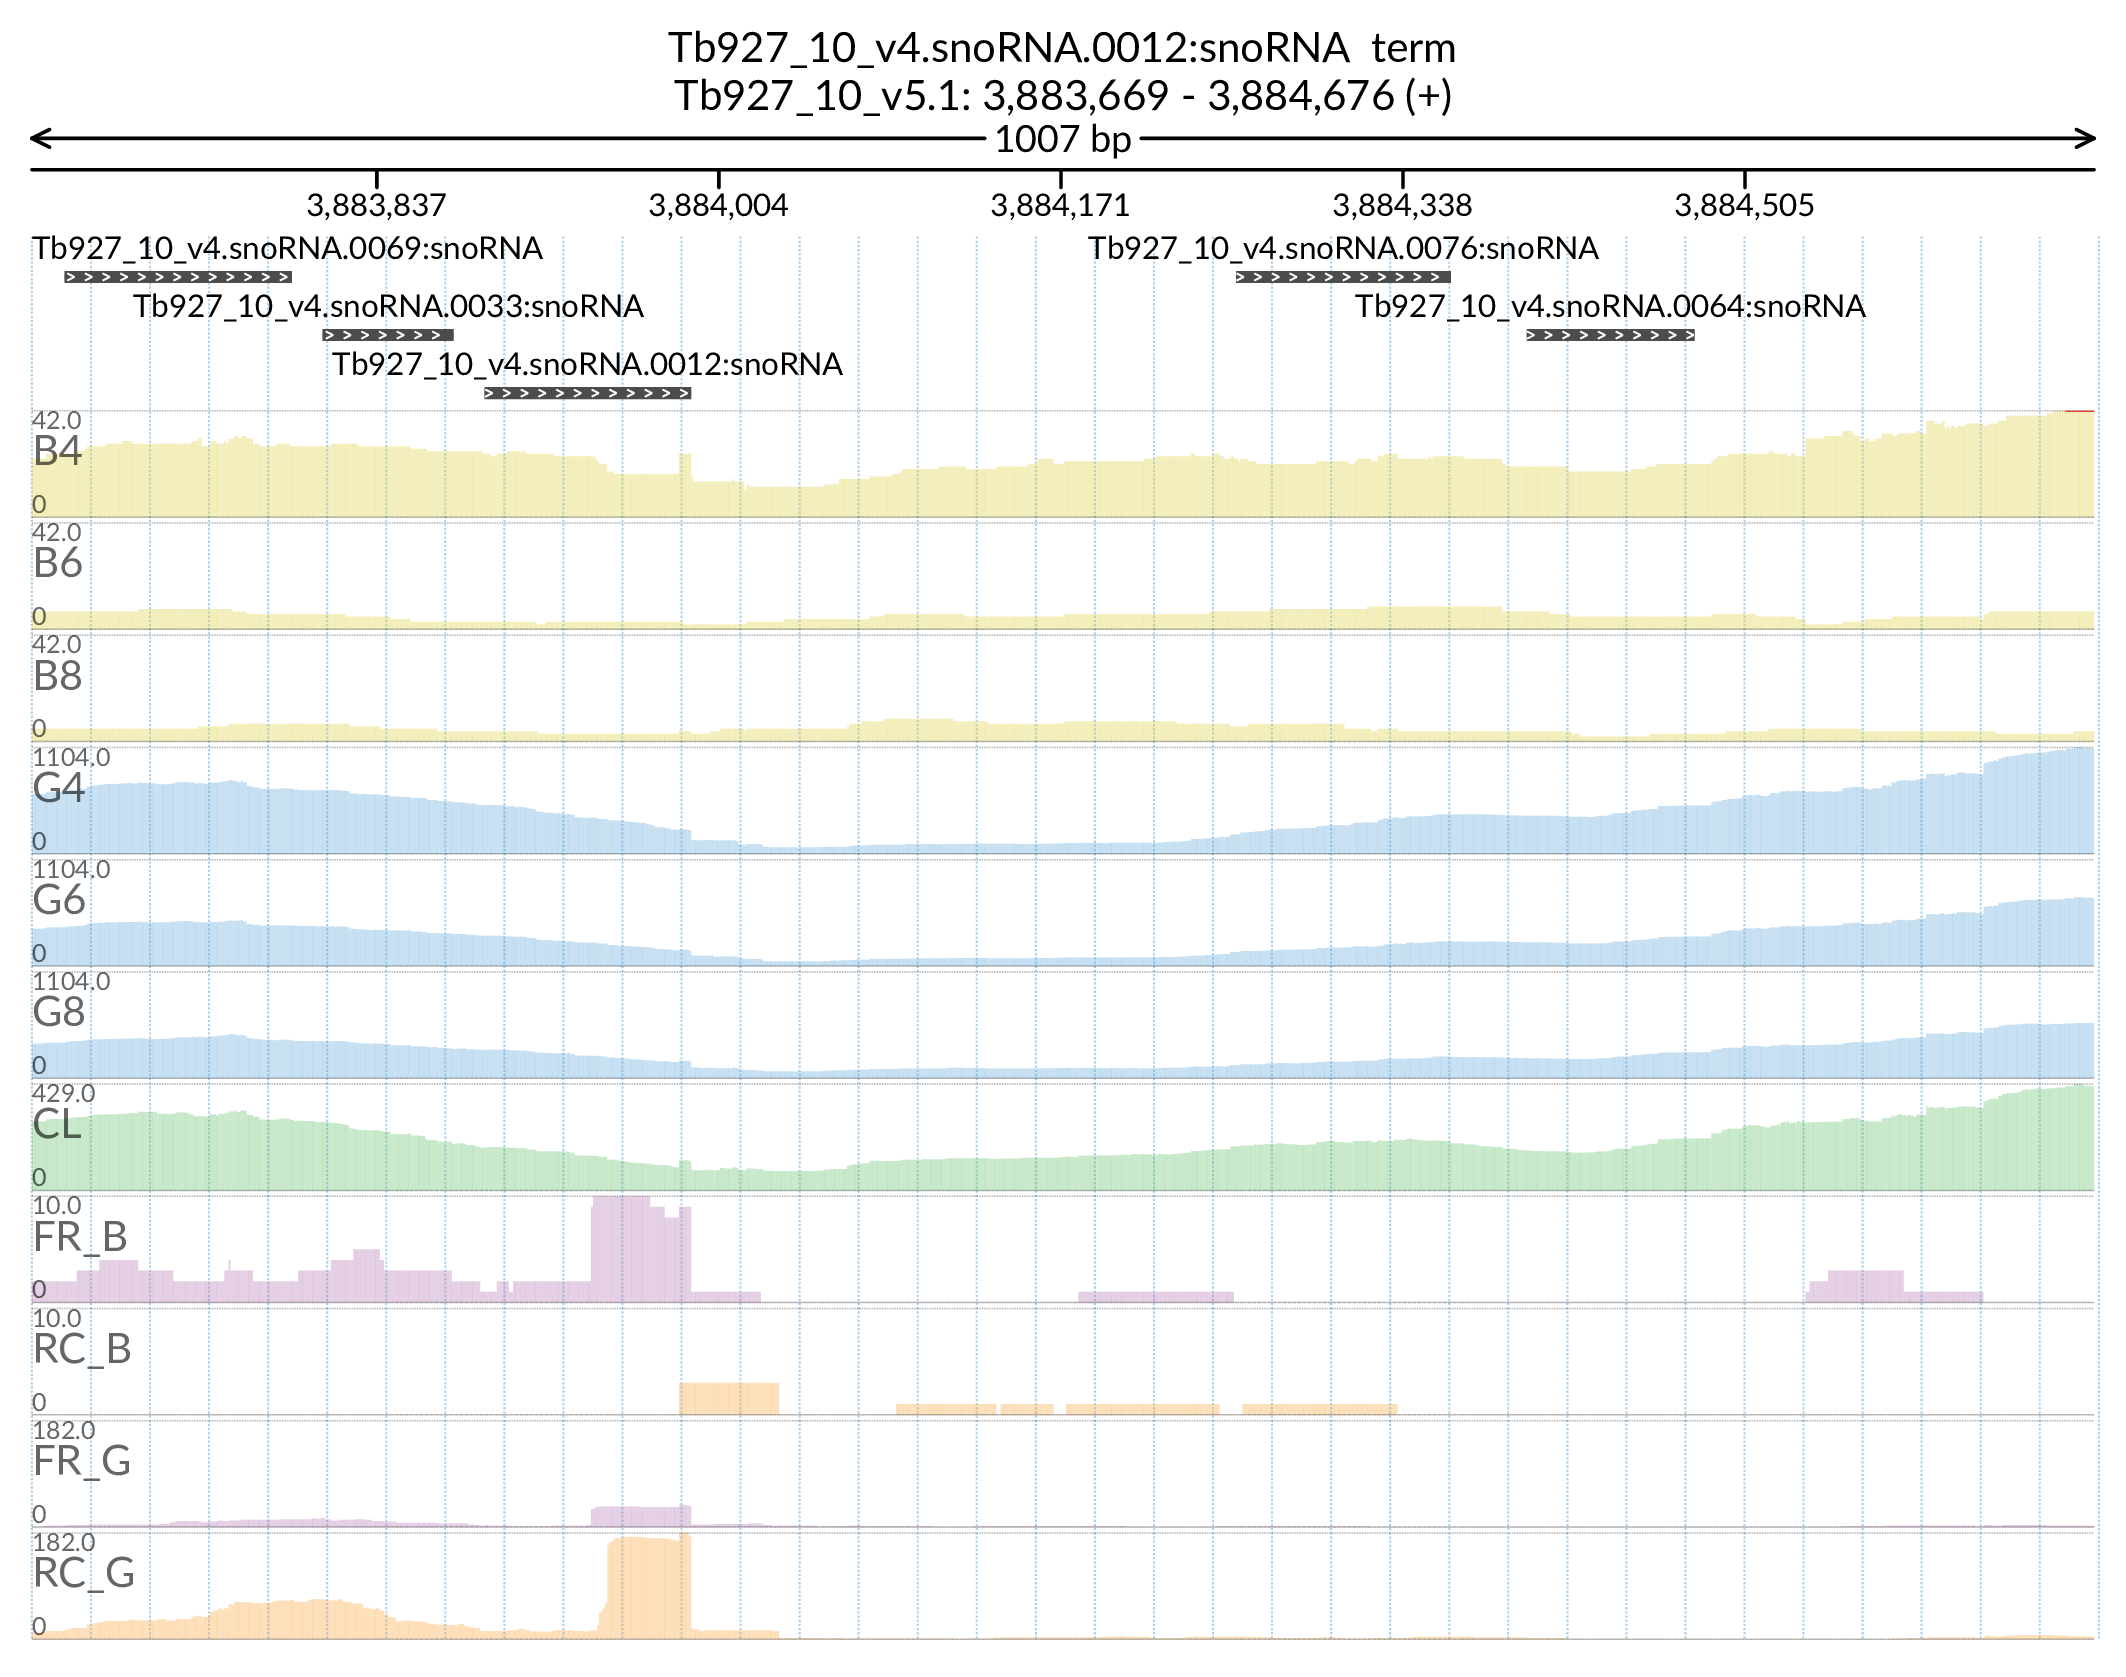 Tb927_10_v4.snoRNA.0012:snoRNA term
Tb927_10_v5.1: 3,883,669 - 3,884,676 (+)
1007 bp
3,883,837 3,884,004 3,884,171 3,884,338 3,884,505
Tb927_10_v4.snoRNA.0069:snoRNA Tb927_10_v4.snoRNA.0076:snoRNA
Tb927_10_v4.snoRNA.0033:snoRNA Tb927_10_v4.snoRNA.0064:snoRNA
Tb927_10_v4.snoRNA.0012:snoRNA
42.0
B4
0
42.0
B6
0
42.0
B8
0
1104.0
G4
0
1104.0
G6
0
1104.0
G8
0
429.0
CL
0
10.0
FR_B
0
10.0
RC_B
0
182.0
FR_G
0
182.0
RC_G
0